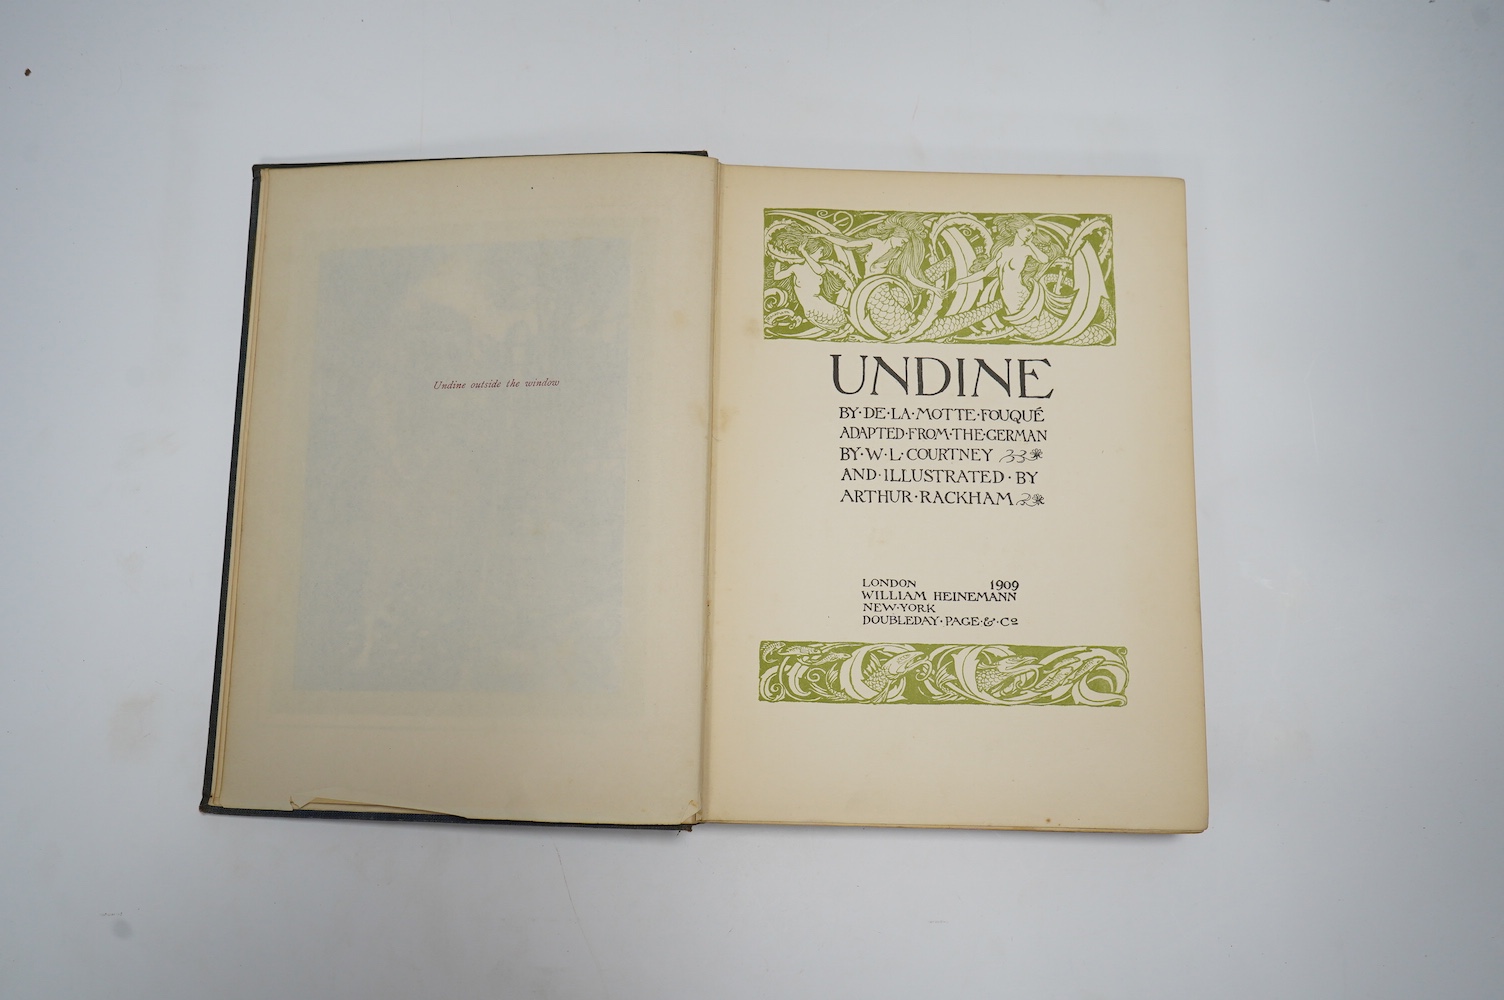 Undine outside the window
UNDINE
BY·DE·LA·MOTTE·FOUQUÉ
ADAPTED·FROM·THE·GERMAN
BY·W·L·COURTNEY
AND·ILLUSTRATED·BY
ARTHUR·RACKHAM
LONDON 1909
WILLIAM HEINEMANN
NEW·YORK
DOUBLEDAY·PAGE·&·Co